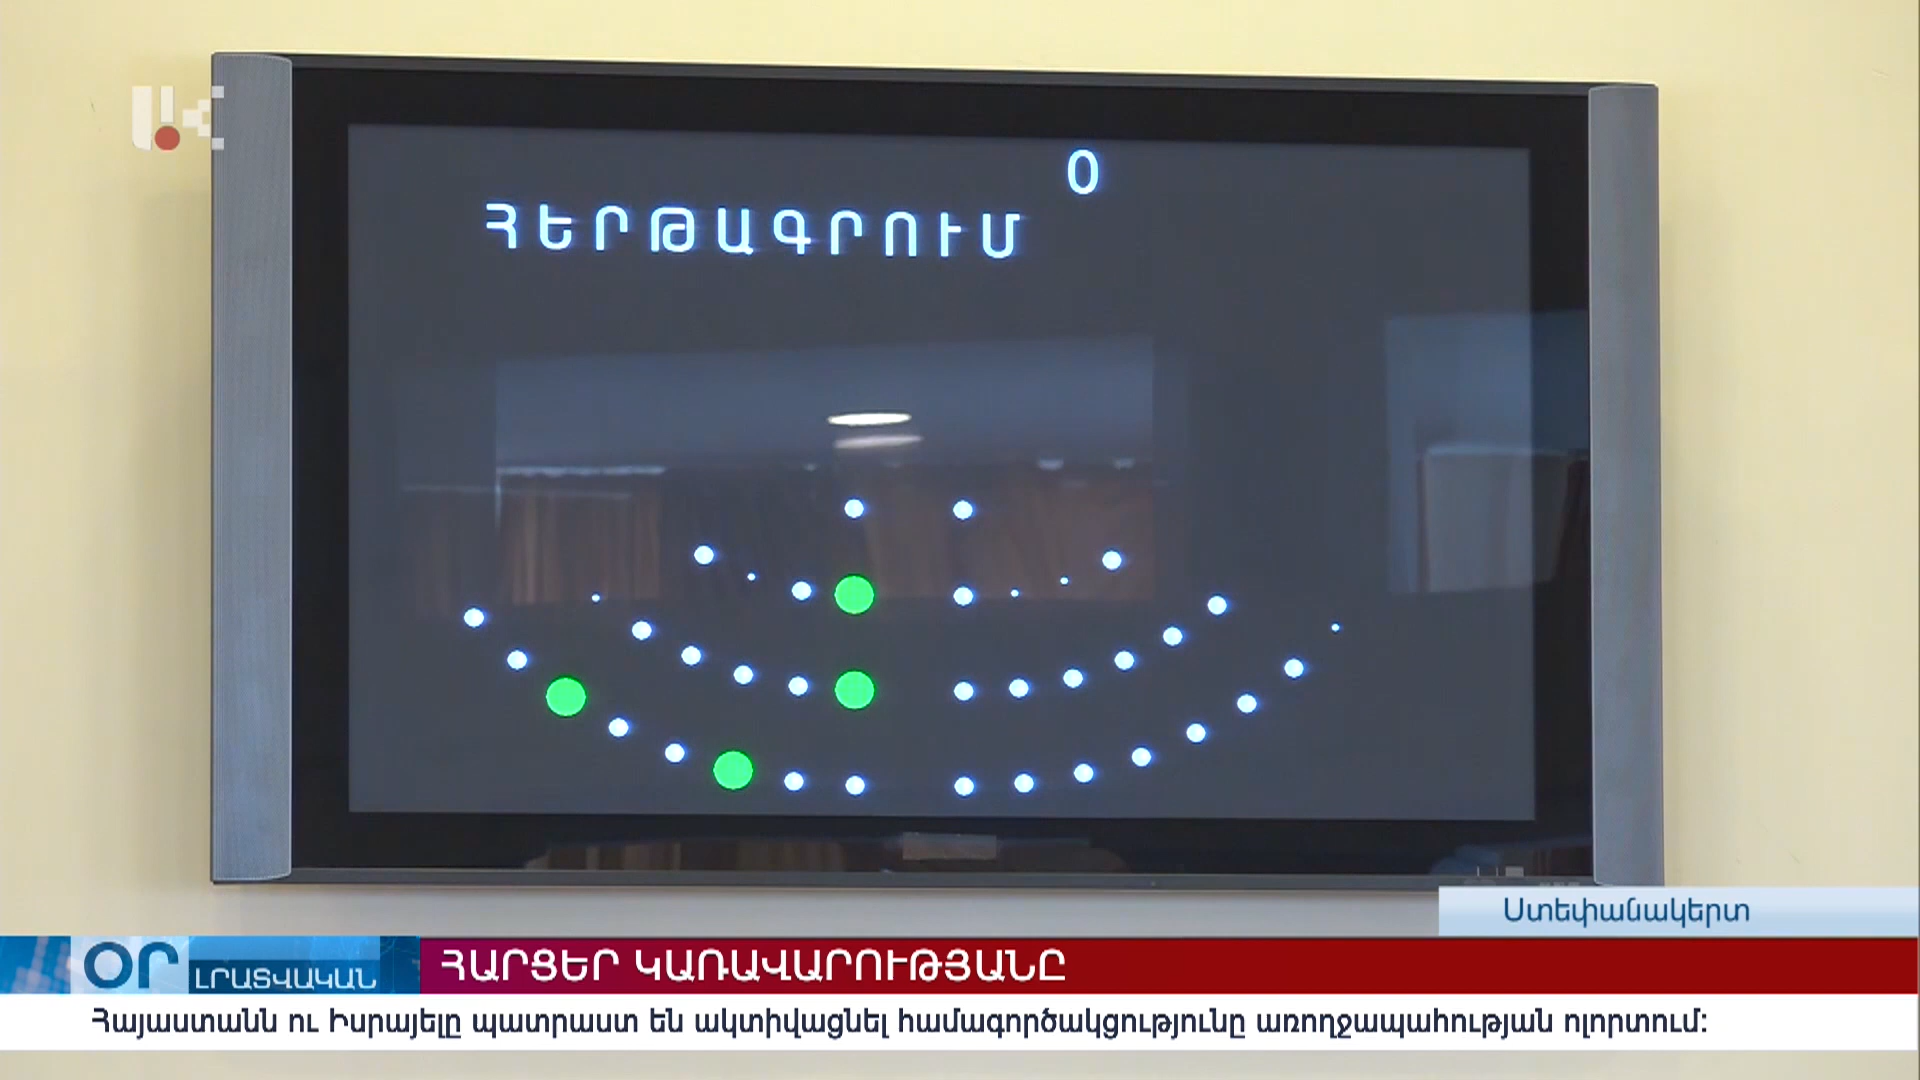 0
ՀԵՐԹԱԳՐՈՒՄ
Ստեփանակերտ
ՕՐ
ԼՐԱՏՎԱԿԱՆ
ՀԱՐՑԵՐ ԿԱՌԱՎԱՐՈՒԹՅԱՆԸ
Հայաստանն ու Իսրայելը պատրաստ են ակտիվացնել համագործակցությունը առողջապահության ոլորտում: